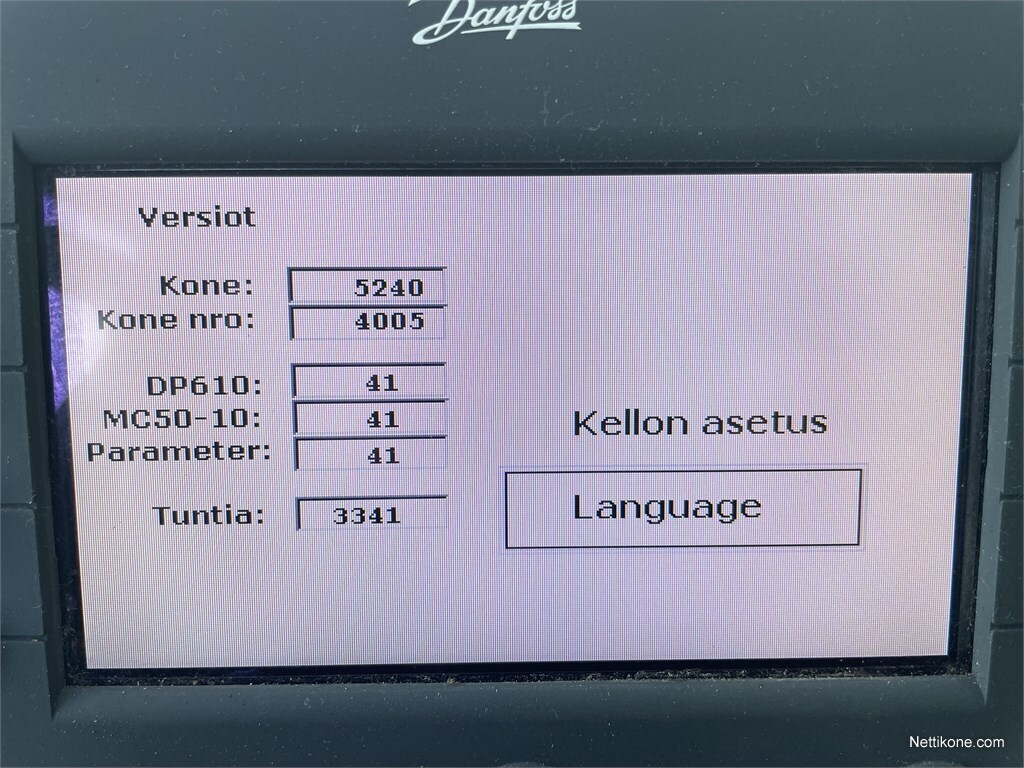 Danfoss
Versiot
Kone: 5240
Kone nro: 4005
DP610: 41
MC50-10: 41
Parameter: 41
Tuntia: 3341
Kellon asetus
Language
Nettikone.com